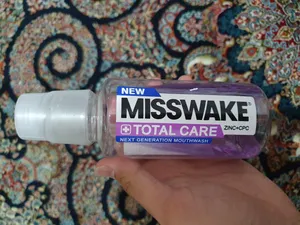 NEW
MISSWAKE®
TOTAL CARE
ZINC+CPC
NEXT GENERATION MOUTHWASH